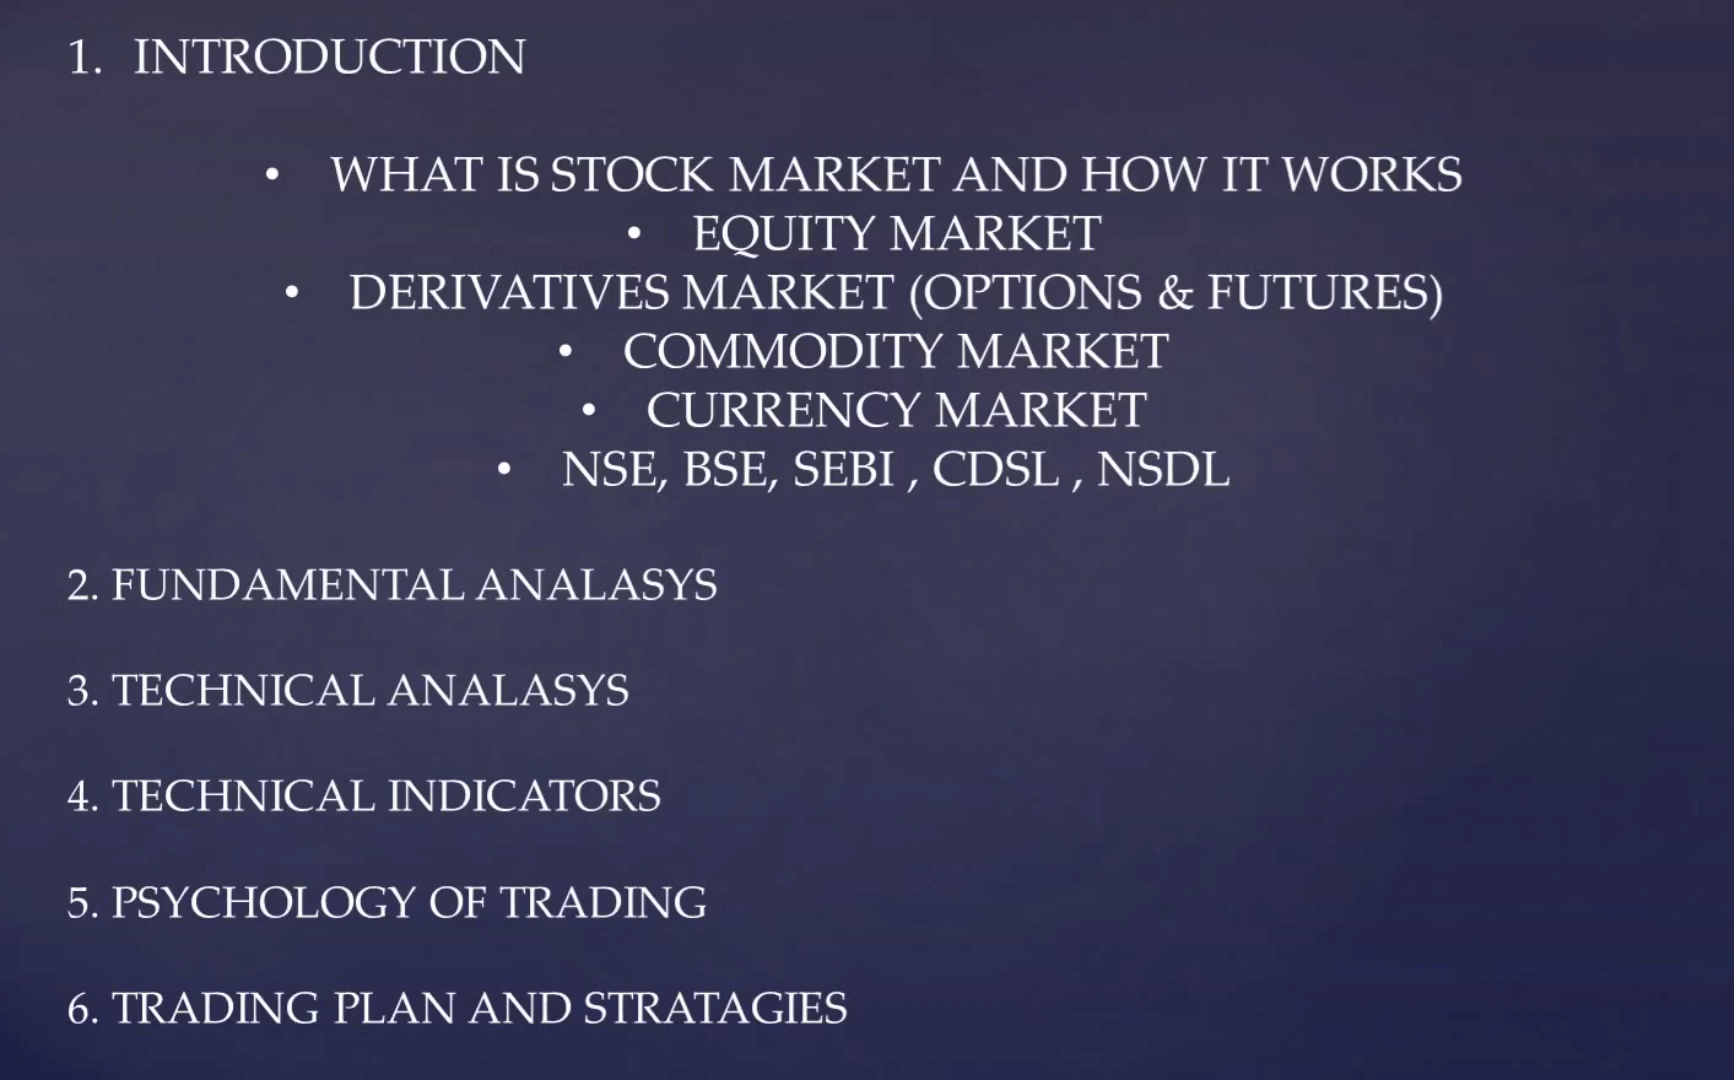 1. INTRODUCTION
• WHAT IS STOCK MARKET AND HOW IT WORKS
• EQUITY MARKET
• DERIVATIVES MARKET (OPTIONS & FUTURES)
• COMMODITY MARKET
• CURRENCY MARKET
• NSE, BSE, SEBI , CDSL , NSDL
2. FUNDAMENTAL ANALASYS
3. TECHNICAL ANALASYS
4. TECHNICAL INDICATORS
5. PSYCHOLOGY OF TRADING
6. TRADING PLAN AND STRATAGIES